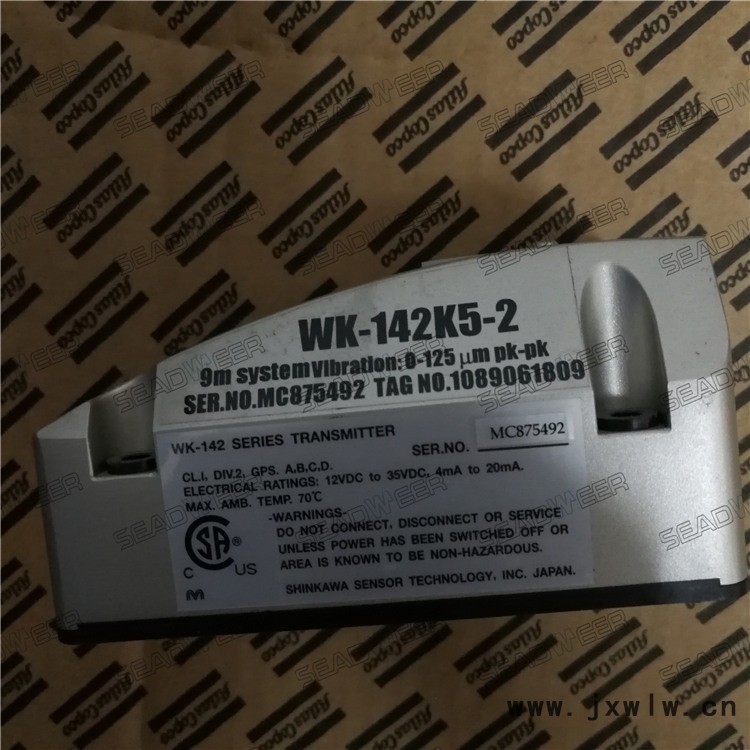 WK-142K5-2
9m system Vibration: 0-125 μm pk-pk
SER.NO.MC875492 TAG NO.1089061809
WK-142 SERIES TRANSMITTER SER.NO. MC875492
CL.I, DIV.2, GPS. A,B,C,D.
ELECTRICAL RATINGS: 12VDC to 35VDC, 4mA to 20mA.
MAX. AMB. TEMP. 70℃
-WARNINGS-
DO NOT CONNECT, DISCONNECT OR SERVICE
UNLESS POWER HAS BEEN SWITCHED OFF OR
AREA IS KNOWN TO BE NON-HAZARDOUS.
SA
C US
M
SHINKAWA SENSOR TECHNOLOGY, INC. JAPAN.
Atlas Copco
SEADWEER
www.jxwlw.cn